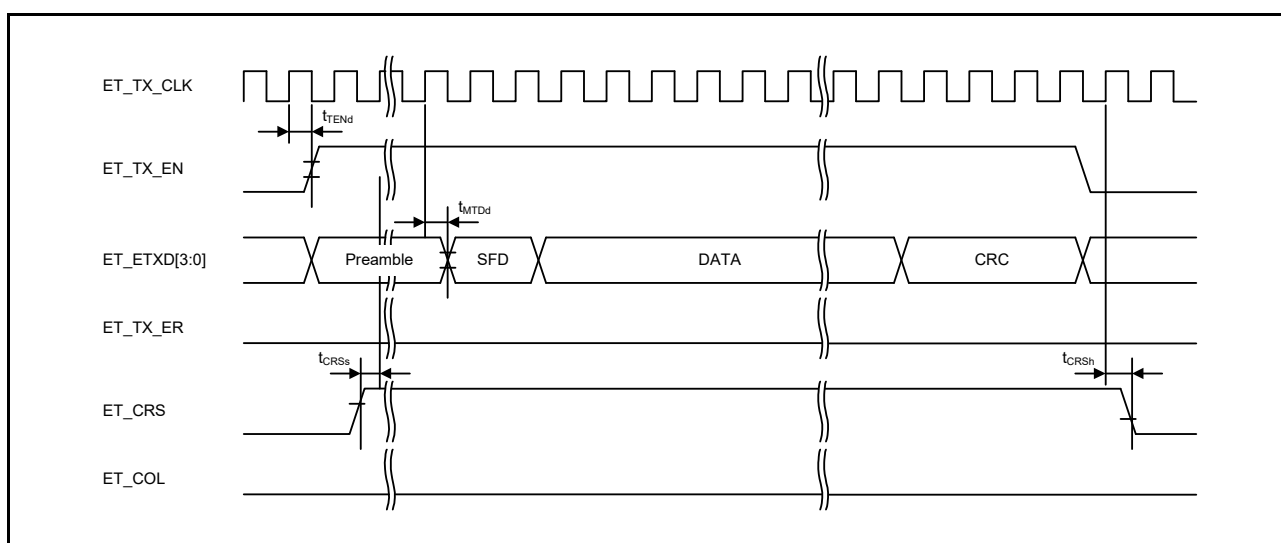 ET_TX_CLK
tTENd
ET_TX_EN
tMTDd
ET_ETXD[3:0] Preamble SFD DATA CRC
ET_TX_ER
tCRSs tCRSh
ET_CRS
ET_COL